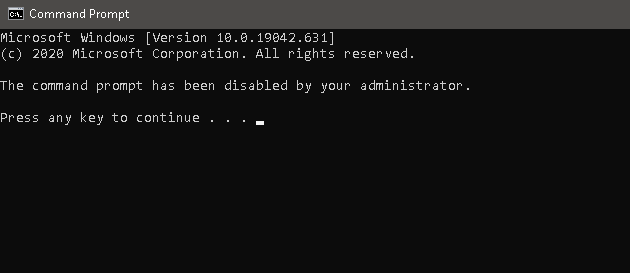 Command Prompt
Microsoft Windows [Version 10.0.19042.631]
(c) 2020 Microsoft Corporation. All rights reserved.
The command prompt has been disabled by your administrator.
Press any key to continue . . .